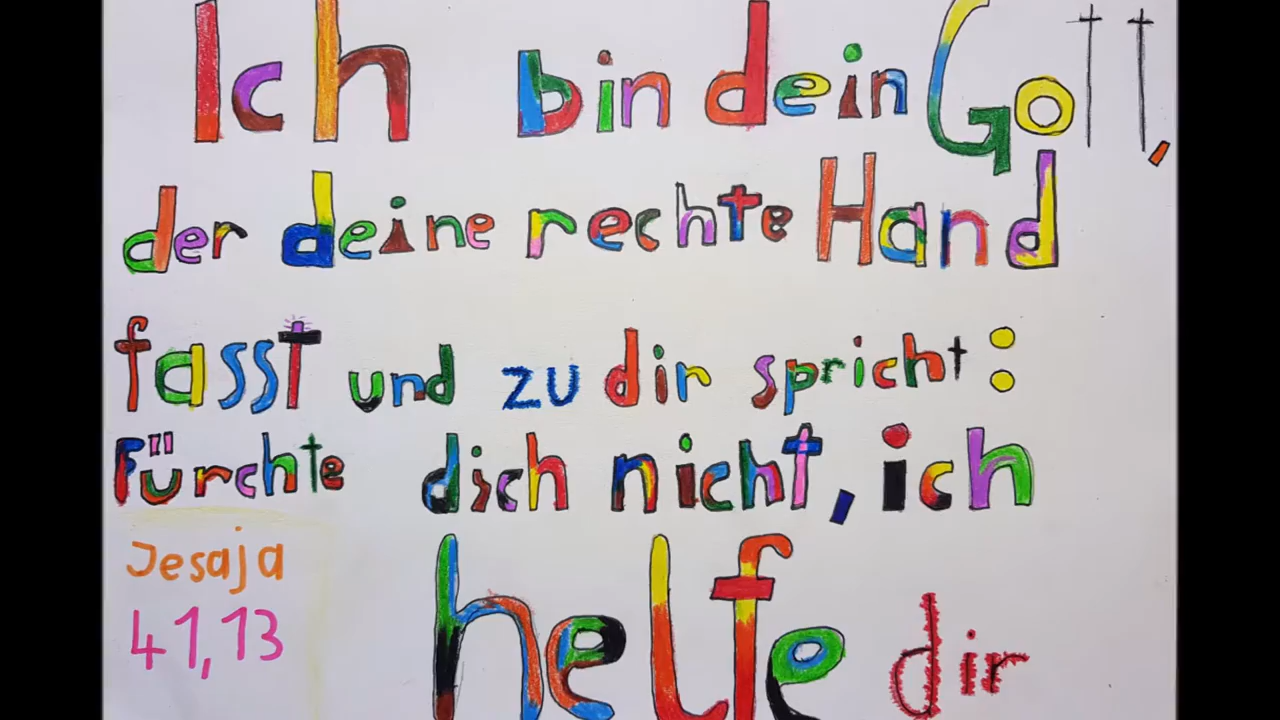 Ich bin dein Gott,
der deine rechte Hand
fasst und zu dir spricht:
Fürchte dich nicht, ich
helfe dir
Jesaja
41,13